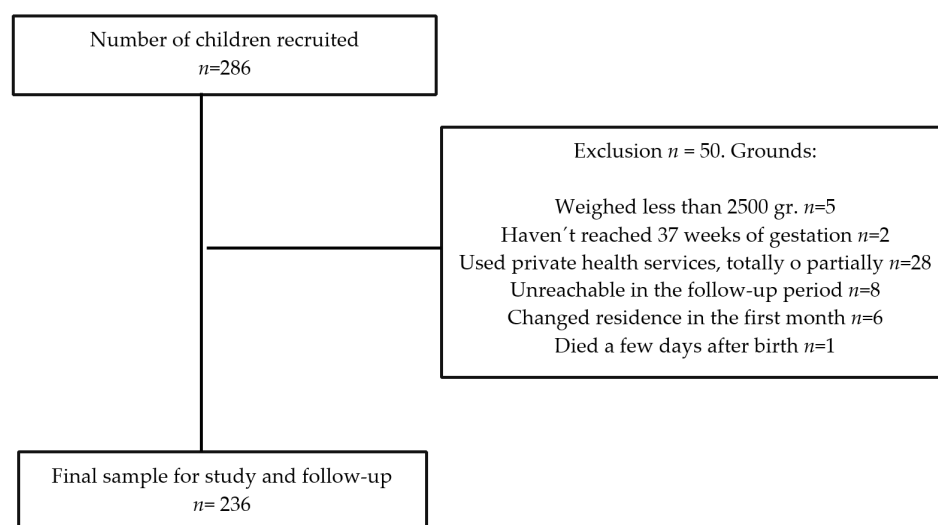 Number of children recruited
n=286
Exclusion n = 50. Grounds:
Weighed less than 2500 gr. n=5
Haven´t reached 37 weeks of gestation n=2
Used private health services, totally o partially n=28
Unreachable in the follow-up period n=8
Changed residence in the first month n=6
Died a few days after birth n=1
Final sample for study and follow-up
n= 236